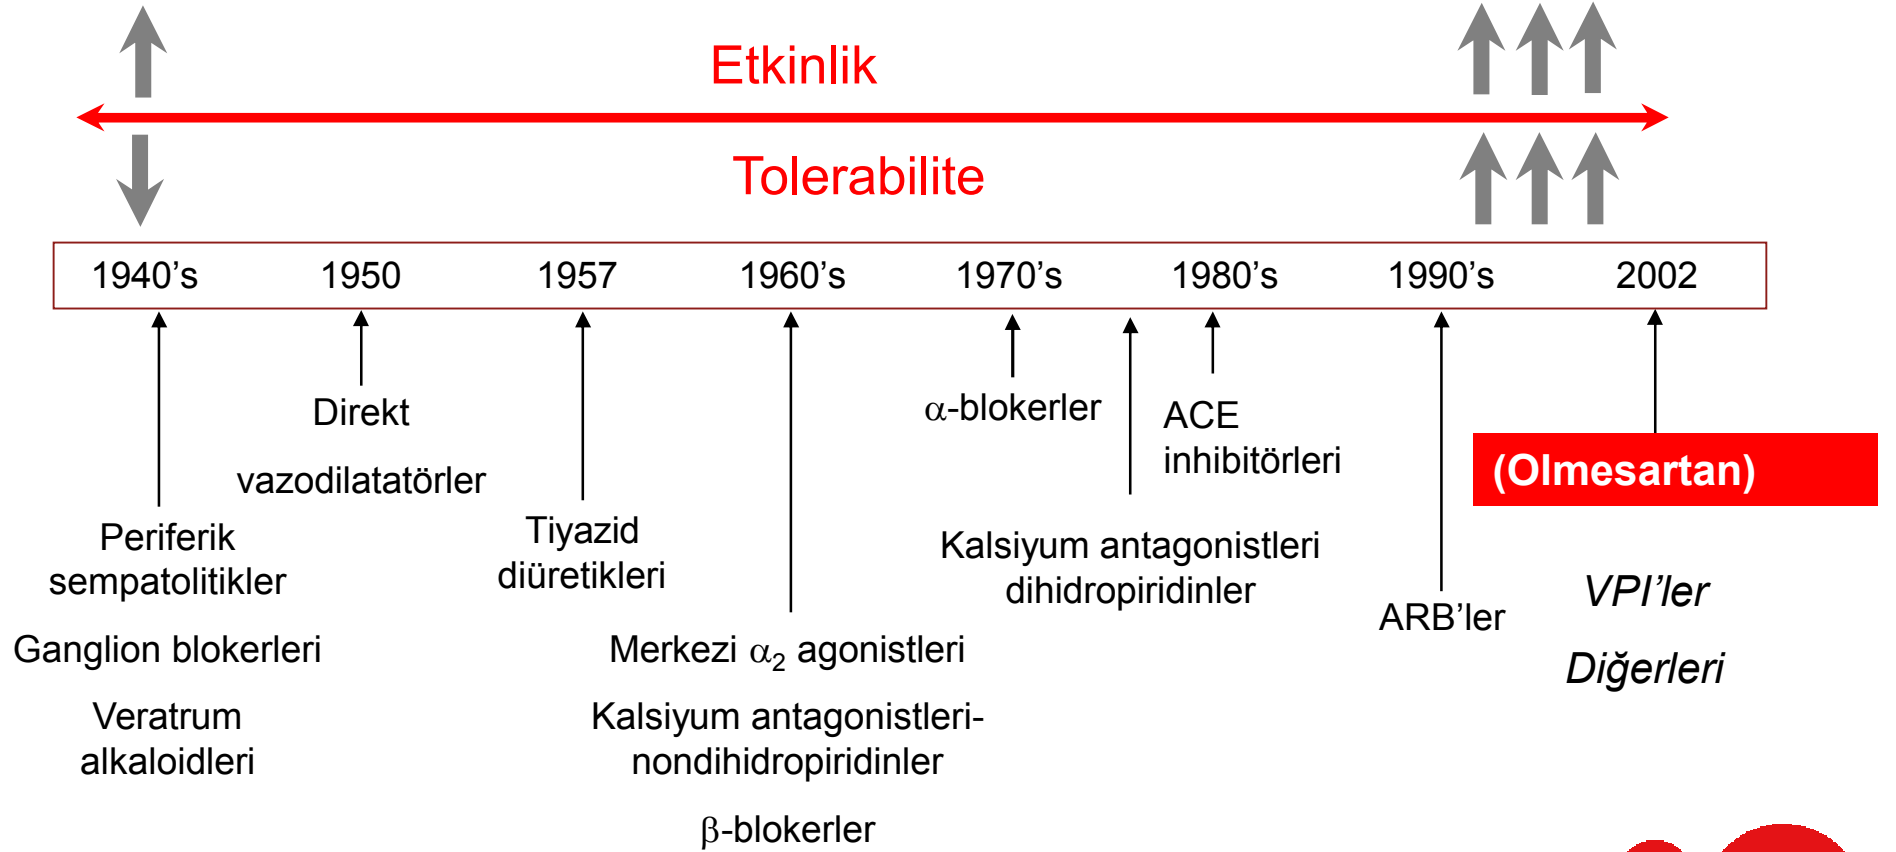 Etkinlik
Tolerabilite
1940’s 1950 1957 1960’s 1970’s 1980’s 1990’s 2002
Periferik
sempatolitikler
Ganglion blokerleri
Veratrum
alkaloidleri
Direkt
vazodilatatörler
Tiyazid
diüretikleri
Merkezi α₂ agonistleri
Kalsiyum antagonistleri-
nondihidropiridinler
β-blokerler
α-blokerler
Kalsiyum antagonistleri
dihidropiridinler
ACE
inhibitörleri
ARB’ler
(Olmesartan)
VPI’ler
Diğerleri